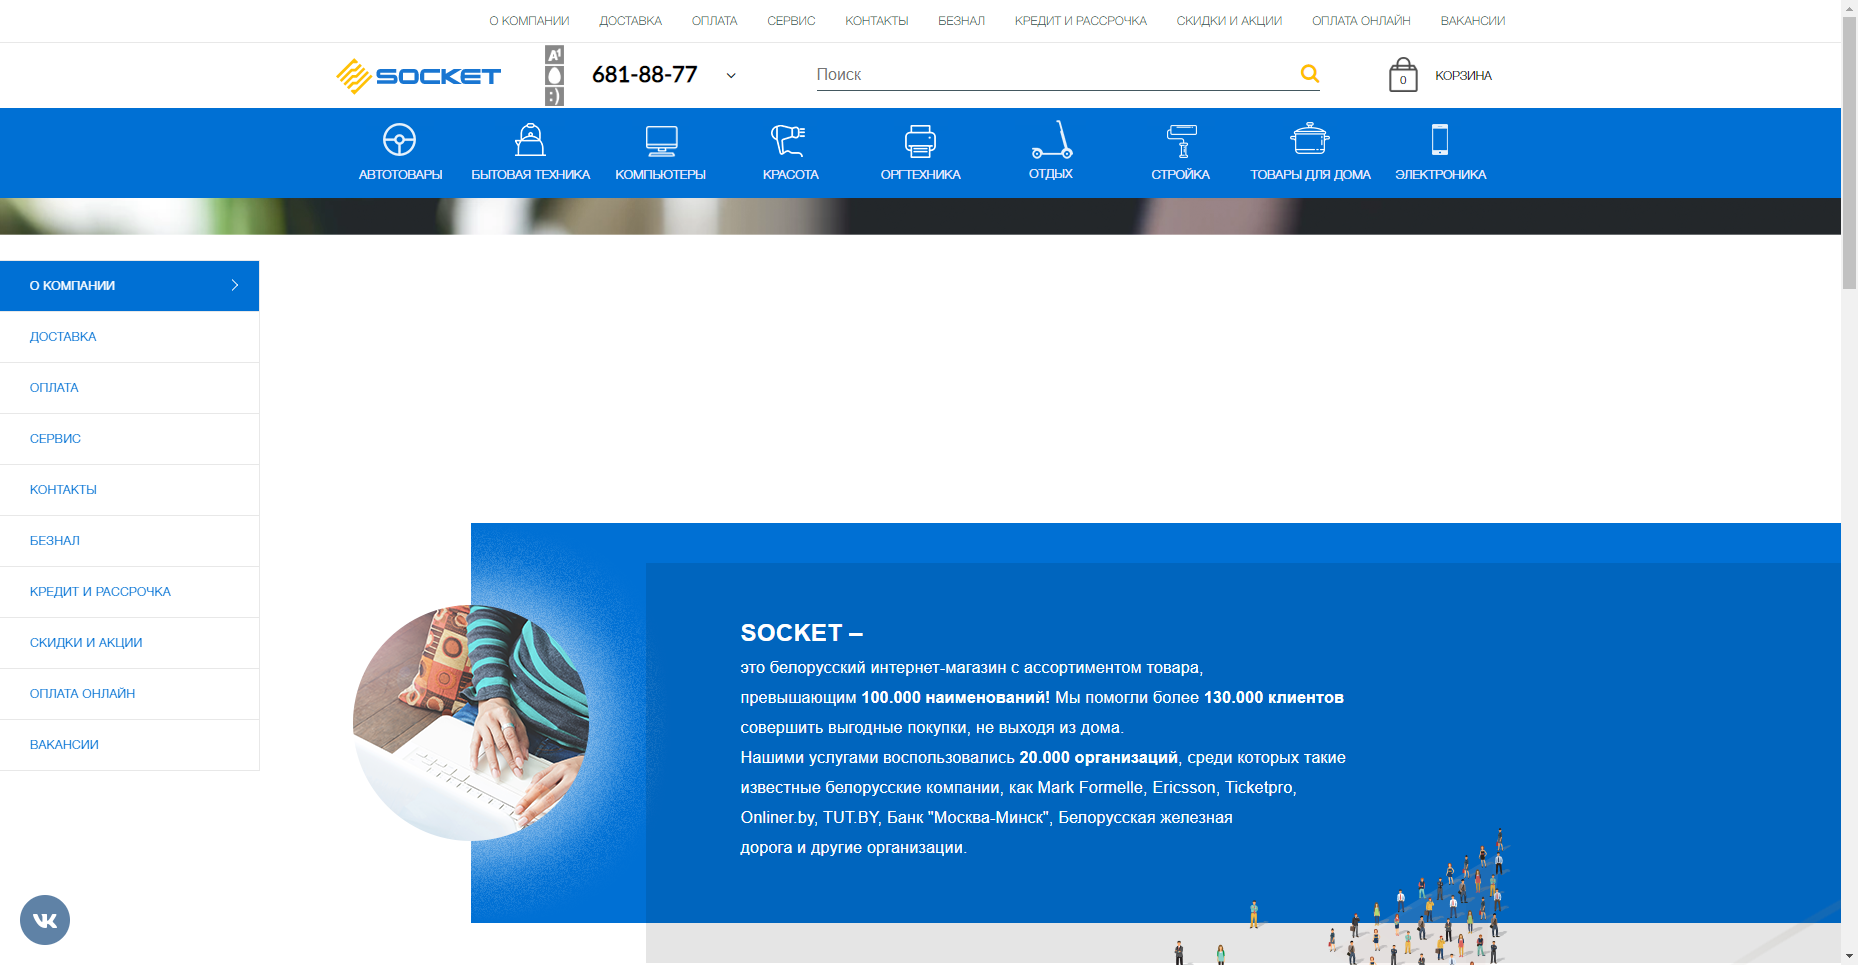 О КОМПАНИИ ДОСТАВКА ОПЛАТА СЕРВИС КОНТАКТЫ БЕЗНАЛ КРЕДИТ И РАССРОЧКА СКИДКИ И АКЦИИ ОПЛАТА ОНЛАЙН ВАКАНСИИ
SOCKET A1 :) 681-88-77 Поиск 0 КОРЗИНА
АВТОТОВАРЫ БЫТОВАЯ ТЕХНИКА КОМПЬЮТЕРЫ КРАСОТА ОРГТЕХНИКА ОТДЫХ СТРОЙКА ТОВАРЫ ДЛЯ ДОМА ЭЛЕКТРОНИКА
О КОМПАНИИ
ДОСТАВКА
ОПЛАТА
СЕРВИС
КОНТАКТЫ
БЕЗНАЛ
КРЕДИТ И РАССРОЧКА
СКИДКИ И АКЦИИ
ОПЛАТА ОНЛАЙН
ВАКАНСИИ
SOCKET –
это белорусский интернет-магазин с ассортиментом товара,
превышающим 100.000 наименований! Мы помогли более 130.000 клиентов
совершить выгодные покупки, не выходя из дома.
Нашими услугами воспользовались 20.000 организаций, среди которых такие
известные белорусские компании, как Mark Formelle, Ericsson, Ticketpro,
Onliner.by, TUT.BY, Банк "Москва-Минск", Белорусская железная
дорога и другие организации.